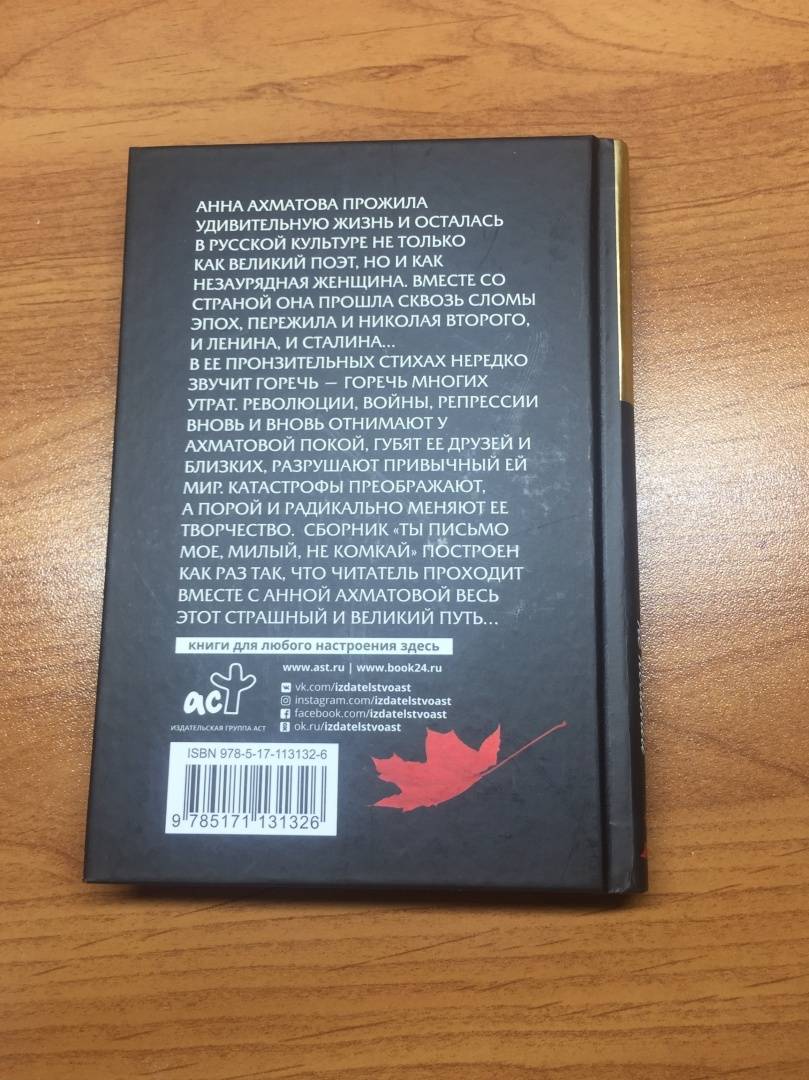 АННА АХМАТОВА ПРОЖИЛА
УДИВИТЕЛЬНУЮ ЖИЗНЬ И ОСТАЛАСЬ
В РУССКОЙ КУЛЬТУРЕ НЕ ТОЛЬКО
КАК ВЕЛИКИЙ ПОЭТ, НО И КАК
НЕЗАУРЯДНАЯ ЖЕНЩИНА. ВМЕСТЕ СО
СТРАНОЙ ОНА ПРОШЛА СКВОЗЬ СЛОМЫ
ЭПОХ, ПЕРЕЖИЛА И НИКОЛАЯ ВТОРОГО,
И ЛЕНИНА, И СТАЛИНА...
В ЕЕ ПРОНЗИТЕЛЬНЫХ СТИХАХ НЕРЕДКО
ЗВУЧИТ ГОРЕЧЬ — ГОРЕЧЬ МНОГИХ
УТРАТ. РЕВОЛЮЦИИ, ВОЙНЫ, РЕПРЕССИИ
ВНОВЬ И ВНОВЬ ОТНИМАЮТ У
АХМАТОВОЙ ПОКОЙ, ГУБЯТ ЕЕ ДРУЗЕЙ И
БЛИЗКИХ, РАЗРУШАЮТ ПРИВЫЧНЫЙ ЕЙ
МИР. КАТАСТРОФЫ ПРЕОБРАЖАЮТ,
А ПОРОЙ И РАДИКАЛЬНО МЕНЯЮТ ЕЕ
ТВОРЧЕСТВО. СБОРНИК «ТЫ ПИСЬМО
МОЕ, МИЛЫЙ, НЕ КОМКАЙ» ПОСТРОЕН
КАК РАЗ ТАК, ЧТО ЧИТАТЕЛЬ ПРОХОДИТ
ВМЕСТЕ С АННОЙ АХМАТОВОЙ ВЕСЬ
ЭТОТ СТРАШНЫЙ И ВЕЛИКИЙ ПУТЬ...
книги для любого настроения здесь
www.ast.ru | www.book24.ru
аст
vk.com/izdatelstvoast
instagram.com/izdatelstvoast
facebook.com/izdatelstvoast
ok.ru/izdatelstvoast
ИЗДАТЕЛЬСКАЯ ГРУППА АСТ
ISBN 978-5-17-113132-6
9 785171 131326